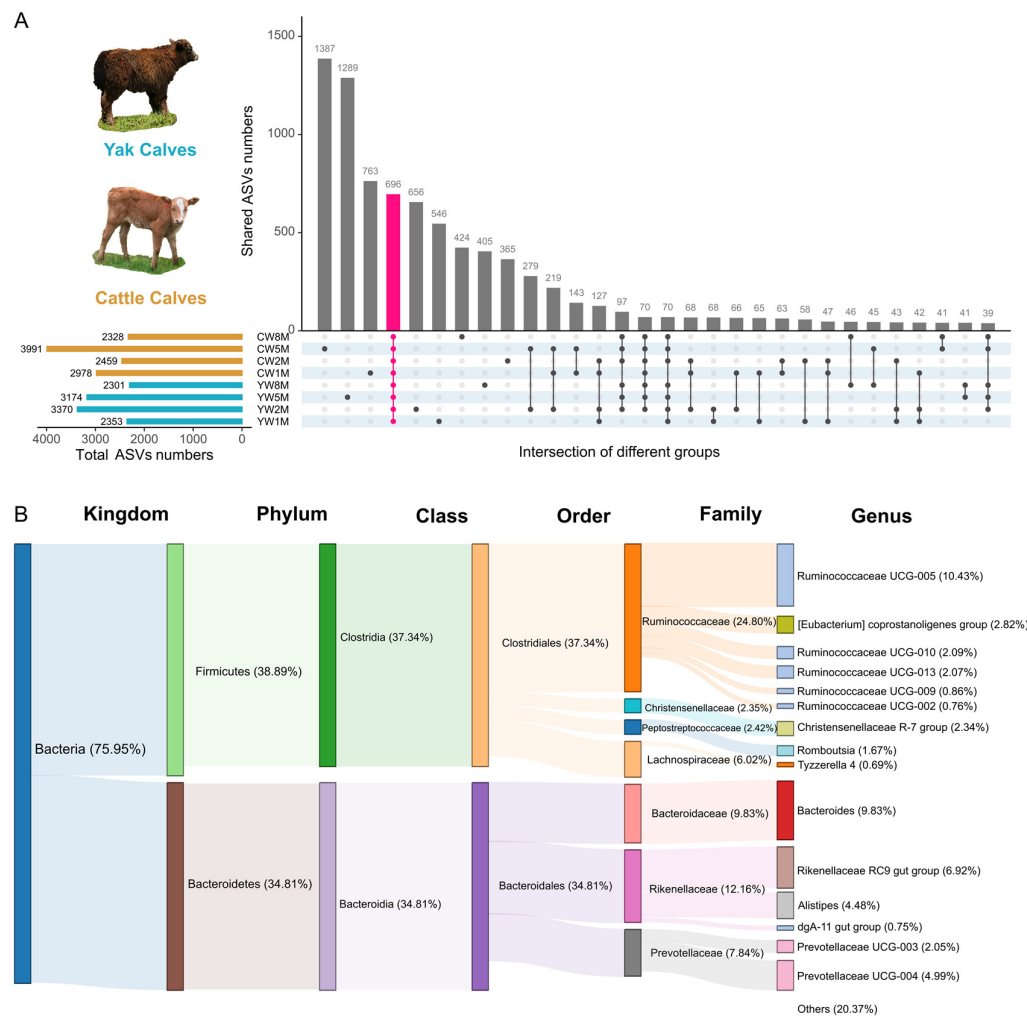 A
Yak Calves
Cattle Calves
Shared ASVs numbers
1500
1000
500
0
1387
1289
763
696
656
546
424
405
365
279
219
143
127
97
70
70
68
68
66
65
63
58
47
46
45
43
42
41
41
39
2328 CW8M
3991 CW5M
2459 CW2M
2978 CW1M
2301 YW8M
3174 YW5M
3370 YW2M
2353 YW1M
4000 3000 2000 1000 0
Total ASVs numbers
Intersection of different groups
B
Kingdom Phylum Class Order Family Genus
Bacteria (75.95%)
Firmicutes (38.89%)
Bacteroidetes (34.81%)
Clostridia (37.34%)
Bacteroidia (34.81%)
Clostridiales (37.34%)
Bacteroidales (34.81%)
Ruminococcaceae (24.80%)
Christensenellaceae (2.35%)
Peptostreptococcaceae (2.42%)
Lachnospiraceae (6.02%)
Bacteroidaceae (9.83%)
Rikenellaceae (12.16%)
Prevotellaceae (7.84%)
Ruminococcaceae UCG-005 (10.43%)
[Eubacterium] coprostanoligenes group (2.82%)
Ruminococcaceae UCG-010 (2.09%)
Ruminococcaceae UCG-013 (2.07%)
Ruminococcaceae UCG-009 (0.86%)
Ruminococcaceae UCG-002 (0.76%)
Christensenellaceae R-7 group (2.34%)
Romboutsia (1.67%)
Tyzzerella 4 (0.69%)
Bacteroides (9.83%)
Rikenellaceae RC9 gut group (6.92%)
Alistipes (4.48%)
dgA-11 gut group (0.75%)
Prevotellaceae UCG-003 (2.05%)
Prevotellaceae UCG-004 (4.99%)
Others (20.37%)